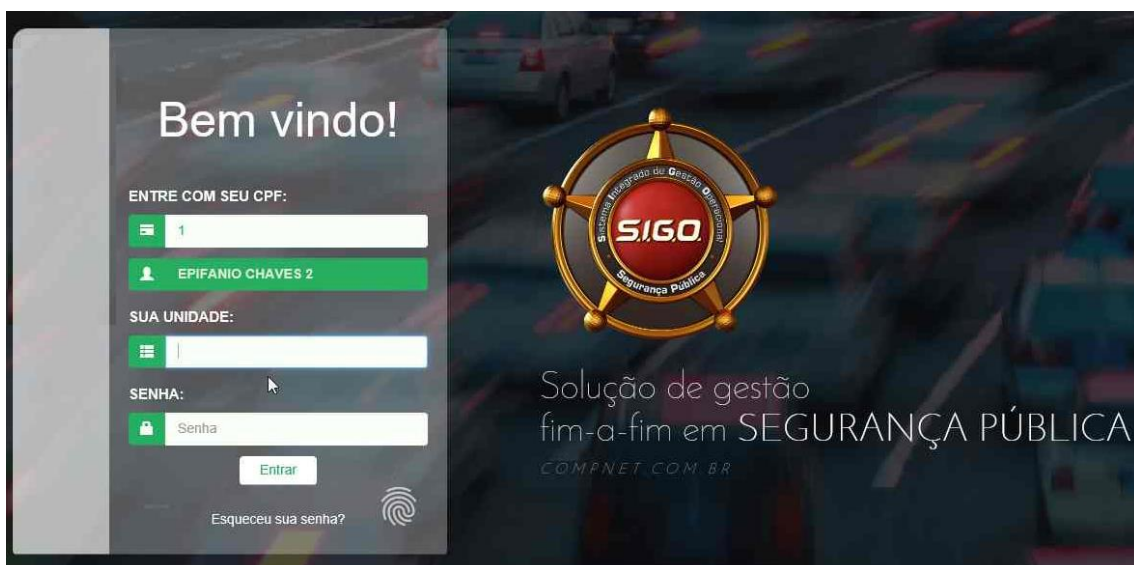 Bem vindo!
ENTRE COM SEU CPF:
1
EPIFANIO CHAVES 2
SUA UNIDADE:
SENHA:
Senha
Entrar
Esqueceu sua senha?
Sistema Integrado de Gestão Operacional
S.I.G.O.
Segurança Pública
Solução de gestão
fim-a-fim em SEGURANÇA PÚBLICA
COMPNET.COM.BR